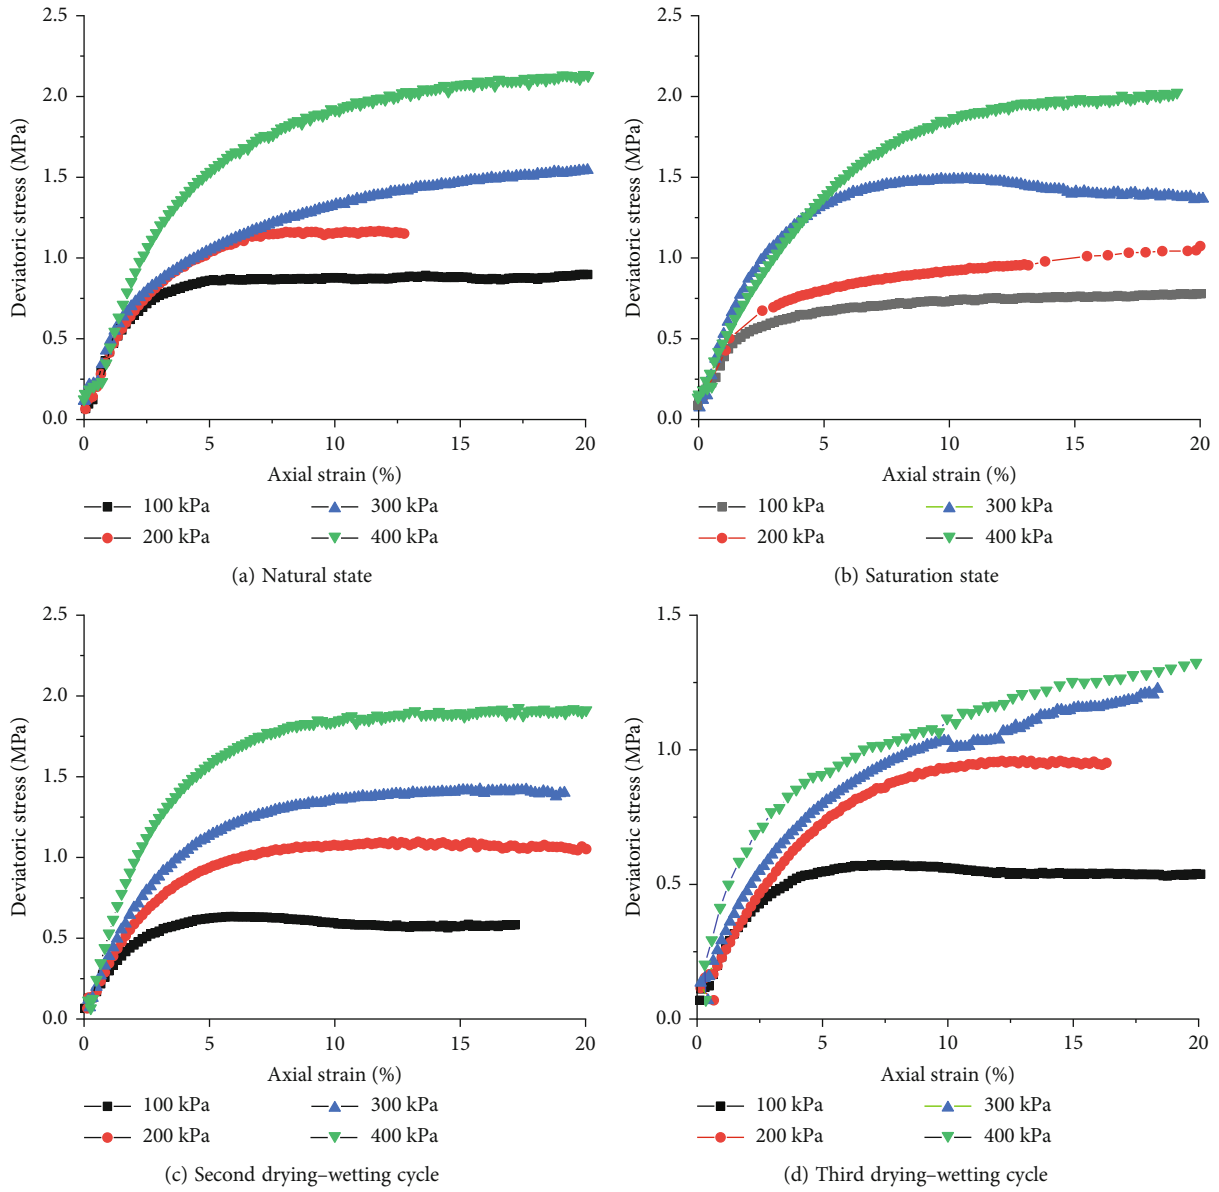 2.5
2.0
1.5
1.0
0.5
0.0
Deviatoric stress (MPa)
0 5 10 15 20
Axial strain (%)
100 kPa 300 kPa
200 kPa 400 kPa
(a) Natural state
2.5
2.0
1.5
1.0
0.5
0.0
Deviatoric stress (MPa)
0 5 10 15 20
Axial strain (%)
100 kPa 300 kPa
200 kPa 400 kPa
(b) Saturation state
2.5
2.0
1.5
1.0
0.5
0.0
Deviatoric stress (MPa)
0 5 10 15 20
Axial strain (%)
100 kPa 300 kPa
200 kPa 400 kPa
(c) Second drying–wetting cycle
1.5
1.0
0.5
0.0
Deviatoric stress (MPa)
0 5 10 15 20
Axial strain (%)
100 kPa 300 kPa
200 kPa 400 kPa
(d) Third drying–wetting cycle